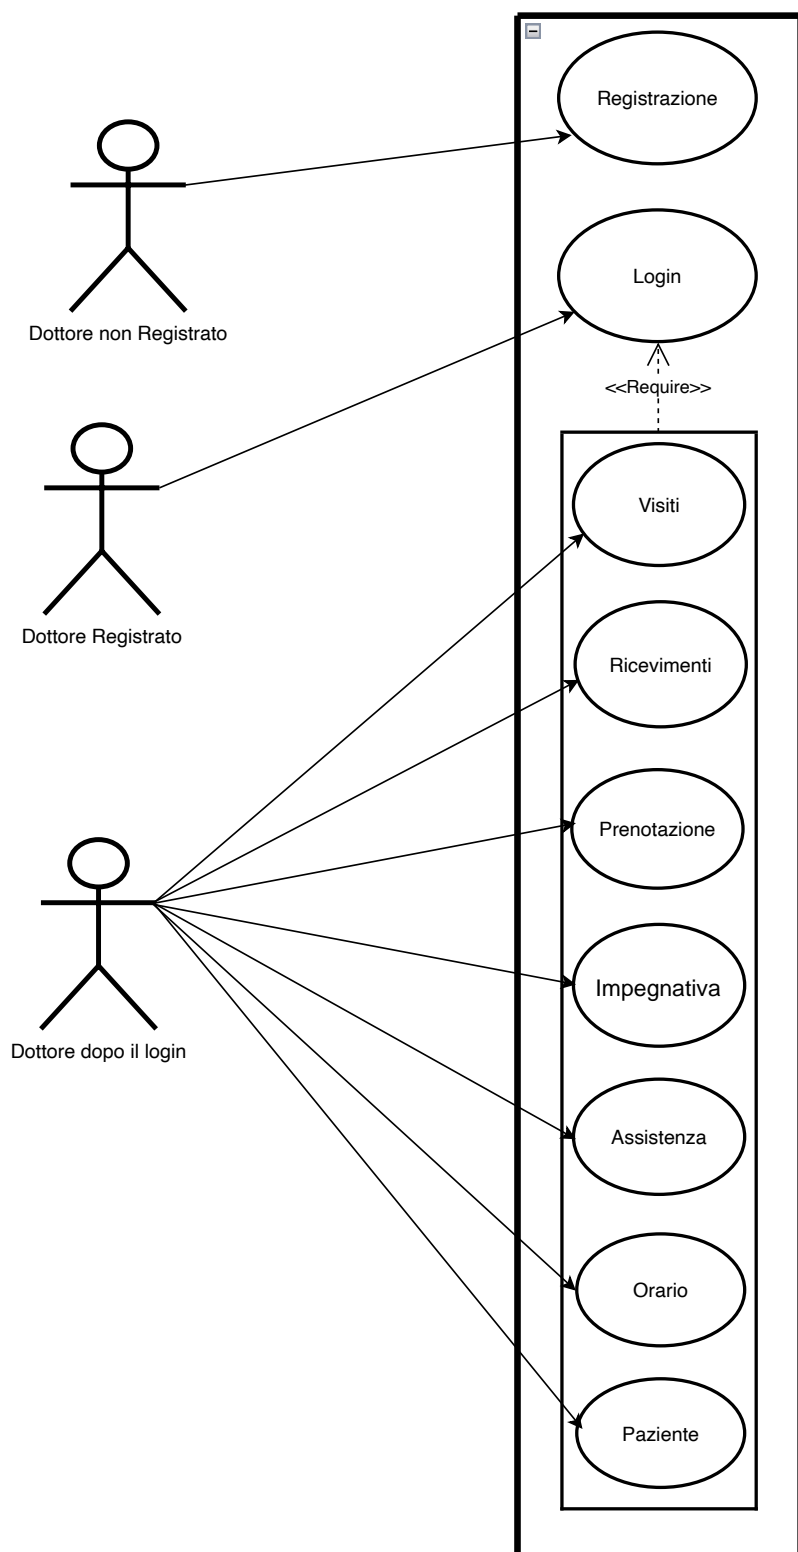 Registrazione
Login
Dottore non Registrato
<<Require>>
Visiti
Dottore Registrato
Ricevimenti
Prenotazione
Impegnativa
Dottore dopo il login
Assistenza
Orario
Paziente